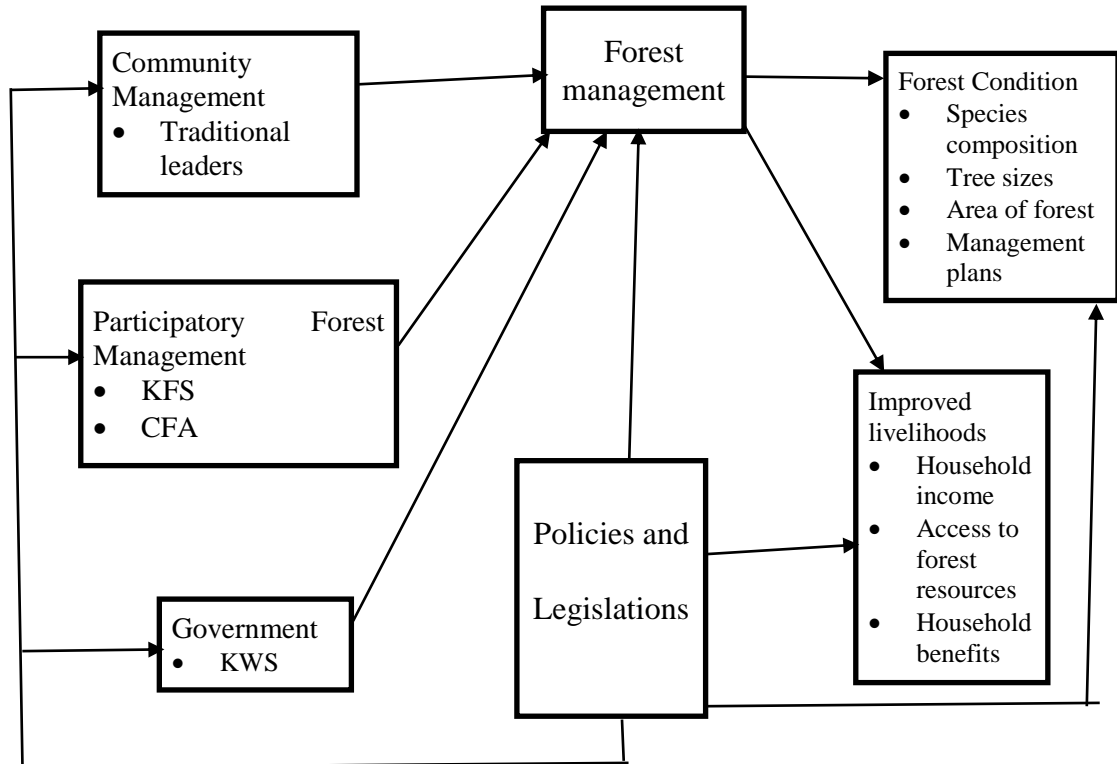 Community
Management
• Traditional
leaders
Forest
management
Forest Condition
• Species
composition
• Tree sizes
• Area of forest
• Management
plans
Participatory Forest
Management
• KFS
• CFA
Improved
livelihoods
• Household
income
• Access to
forest
resources
• Household
benefits
Policies and
Legislations
Government
• KWS